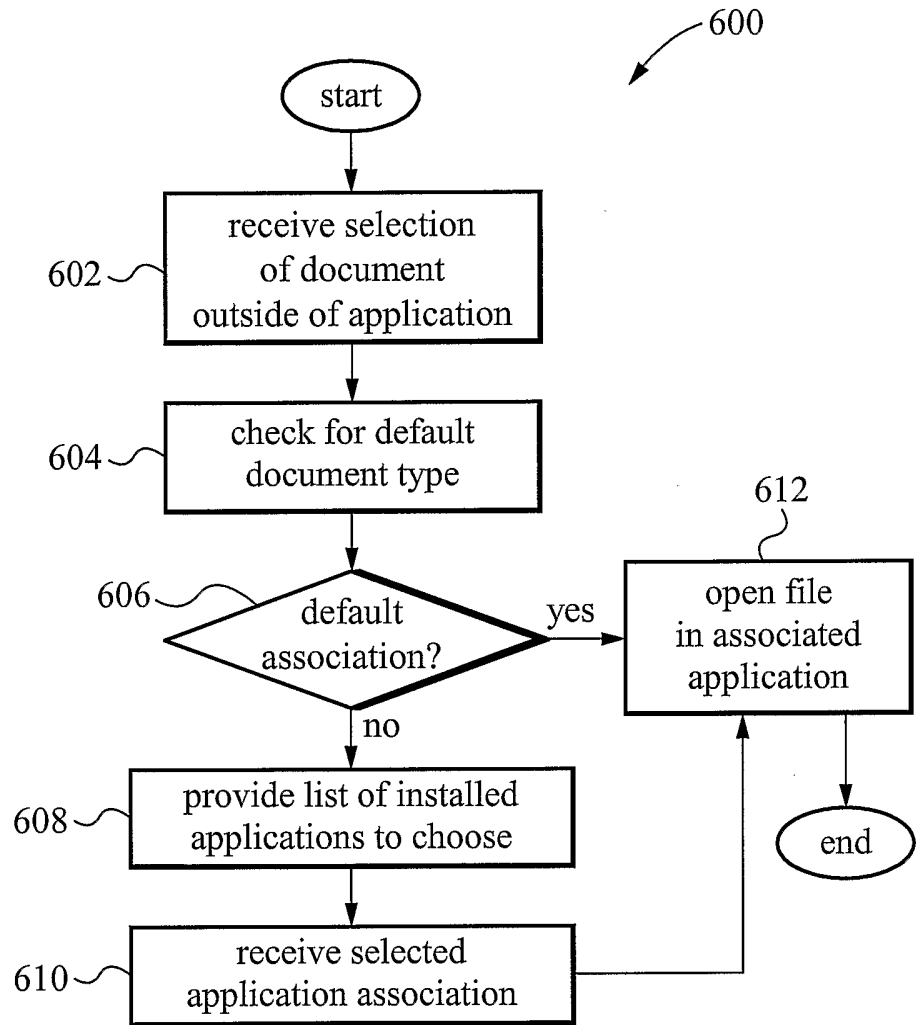 600
start
602
receive selection
of document
outside of application
604
check for default
document type
606
default
association?
yes
no
612
open file
in associated
application
608
provide list of installed
applications to choose
610
receive selected
application association
end